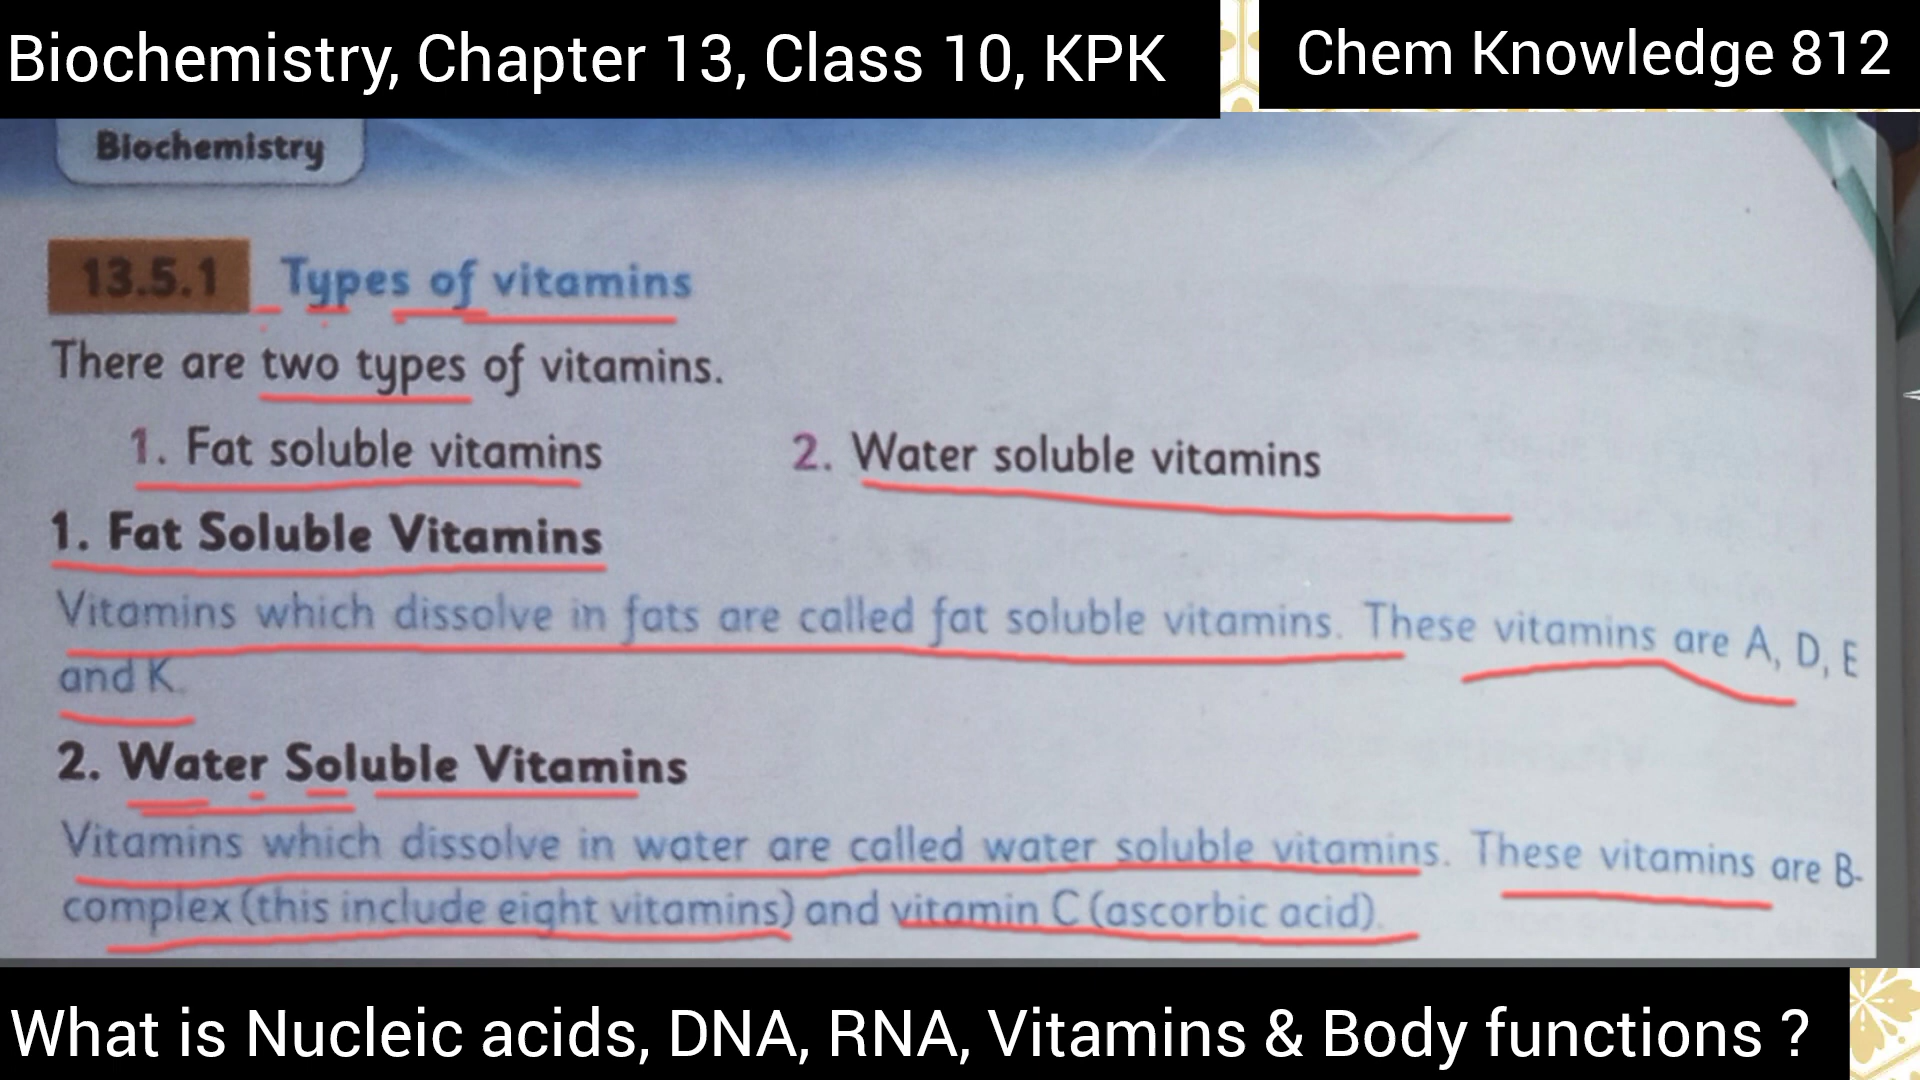 Biochemistry, Chapter 13, Class 10, KPK
Chem Knowledge 812
Biochemistry
13.5.1 Types of vitamins
There are two types of vitamins.
1. Fat soluble vitamins 2. Water soluble vitamins
1. Fat Soluble Vitamins
Vitamins which dissolve in fats are called fat soluble vitamins. These vitamins are A, D, E
and K.
2. Water Soluble Vitamins
Vitamins which dissolve in water are called water soluble vitamins. These vitamins are B-
complex (this include eight vitamins) and vitamin C (ascorbic acid).
What is Nucleic acids, DNA, RNA, Vitamins & Body functions ?